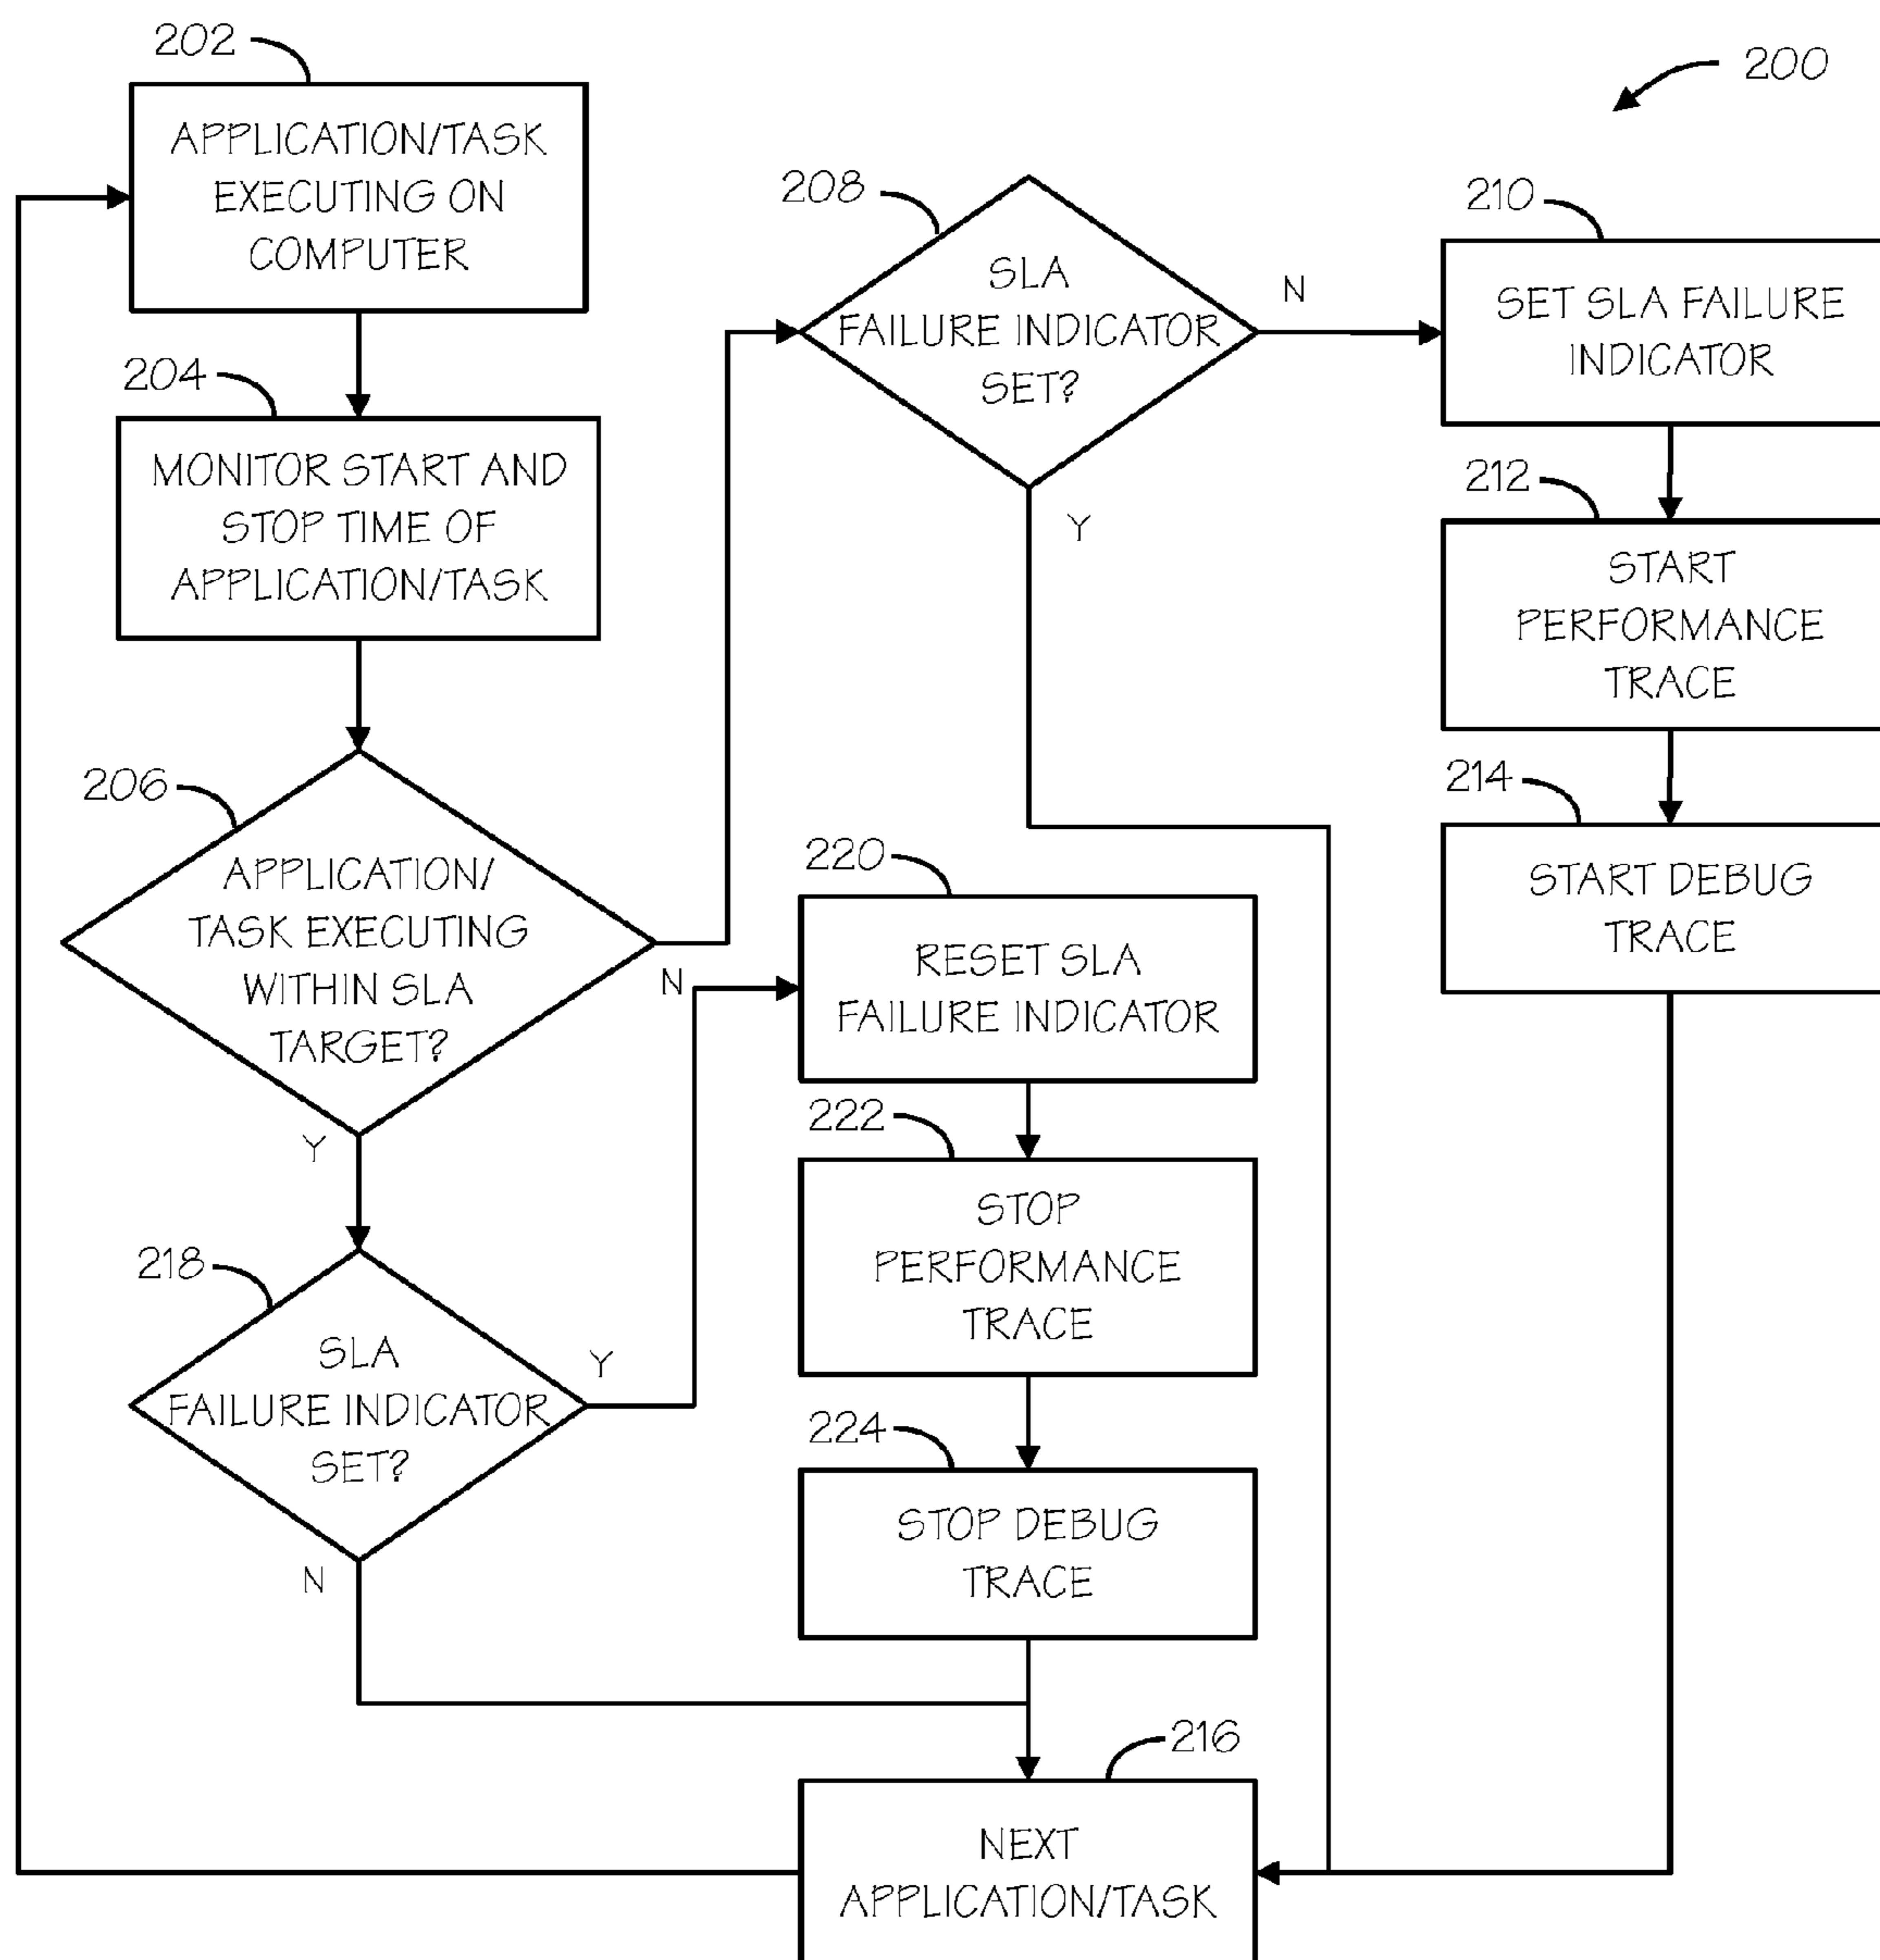 200
202
APPLICATION/TASK
EXECUTING ON
COMPUTER
204
MONITOR START AND
STOP TIME OF
APPLICATION/TASK
206
APPLICATION/
TASK EXECUTING
WITHIN SLA
TARGET?
N
Y
208
SLA
FAILURE INDICATOR
SET?
N
Y
210
SET SLA FAILURE
INDICATOR
212
START
PERFORMANCE
TRACE
214
START DEBUG
TRACE
218
SLA
FAILURE INDICATOR
SET?
Y
N
220
RESET SLA
FAILURE INDICATOR
222
STOP
PERFORMANCE
TRACE
224
STOP DEBUG
TRACE
216
NEXT
APPLICATION/TASK